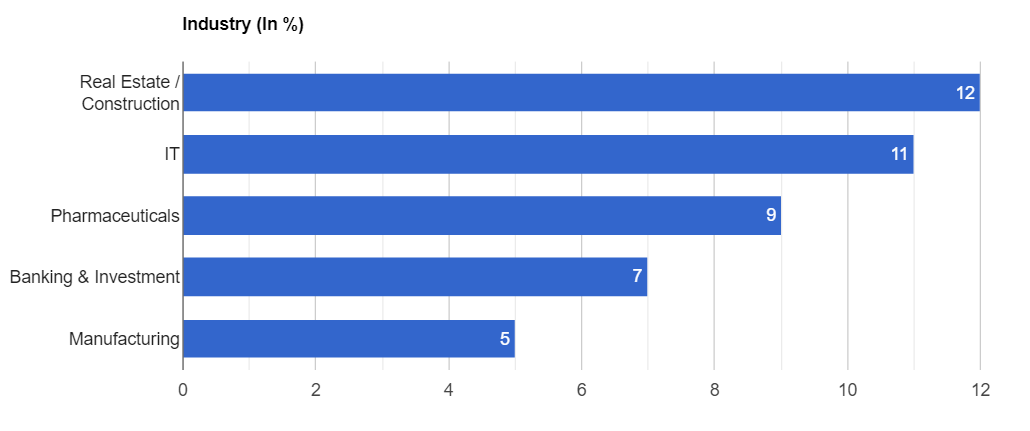 Industry (In %)
Real Estate /
Construction
12
IT
11
Pharmaceuticals
9
Banking & Investment
7
Manufacturing
5
0 2 4 6 8 10 12